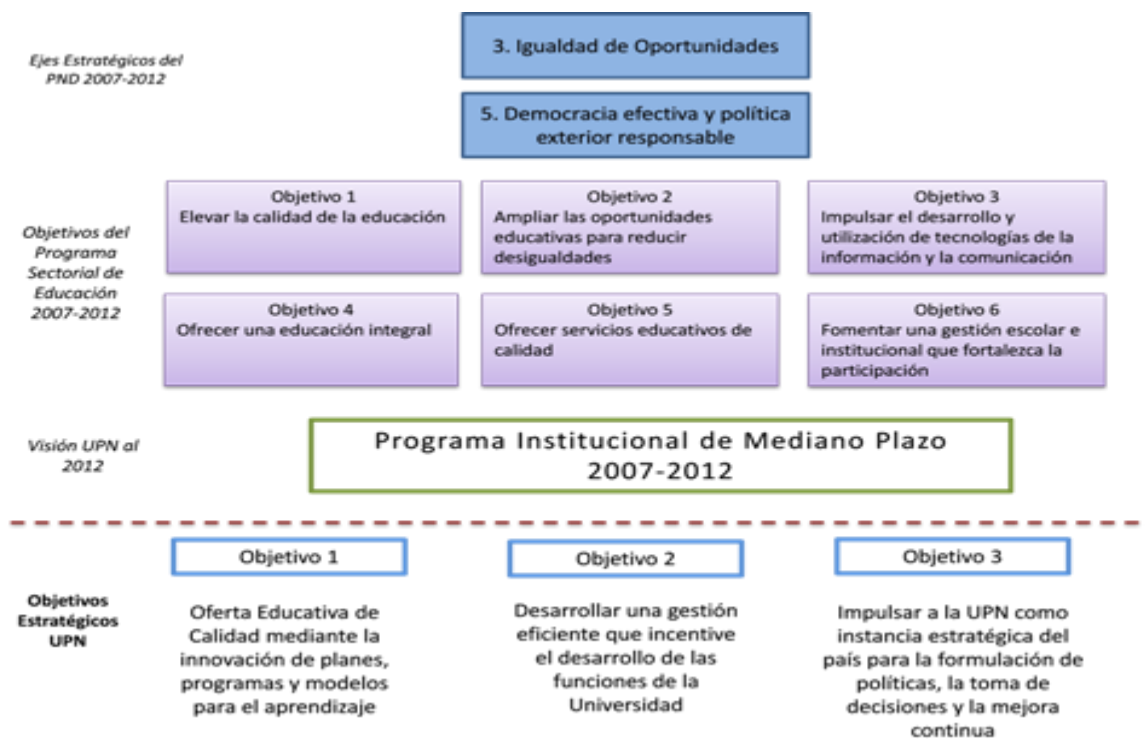 Ejes Estratégicos del
PND 2007-2012
3. Igualdad de Oportunidades
5. Democracia efectiva y política
exterior responsable
Objetivos del
Programa
Sectorial de
Educación
2007-2012
Objetivo 1
Elevar la calidad de la educación
Objetivo 2
Ampliar las oportunidades
educativas para reducir
desigualdades
Objetivo 3
Impulsar el desarrollo y
utilización de tecnologías de la
información y la comunicación
Objetivo 4
Ofrecer una educación integral
Objetivo 5
Ofrecer servicios educativos de
calidad
Objetivo 6
Fomentar una gestión escolar e
institucional que fortalezca la
participación
Visión UPN al
2012
Programa Institucional de Mediano Plazo
2007-2012
Objetivos
Estratégicos
UPN
Objetivo 1
Oferta Educativa de
Calidad mediante la
innovación de planes,
programas y modelos
para el aprendizaje
Objetivo 2
Desarrollar una gestión
eficiente que incentive
el desarrollo de las
funciones de la
Universidad
Objetivo 3
Impulsar a la UPN como
instancia estratégica del
país para la formulación de
políticas, la toma de
decisiones y la mejora
continua